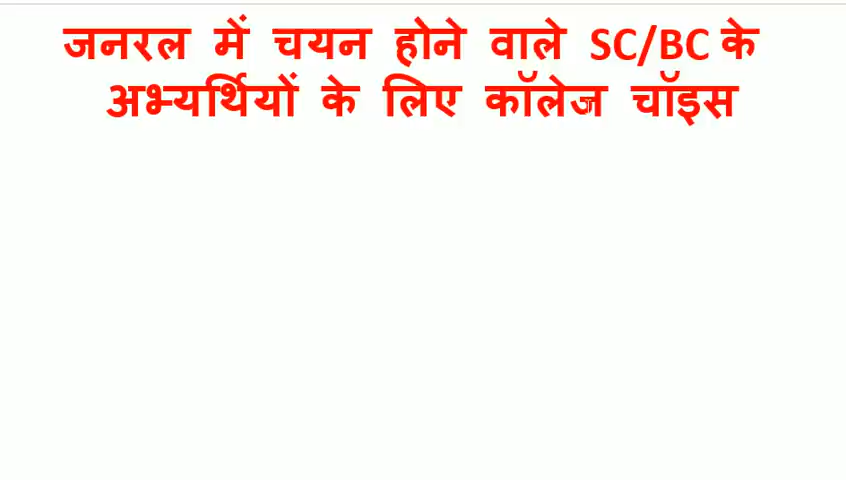 जनरल में चयन होने वाले SC/BC के
अभ्यर्थियों के लिए कॉलेज चॉइस